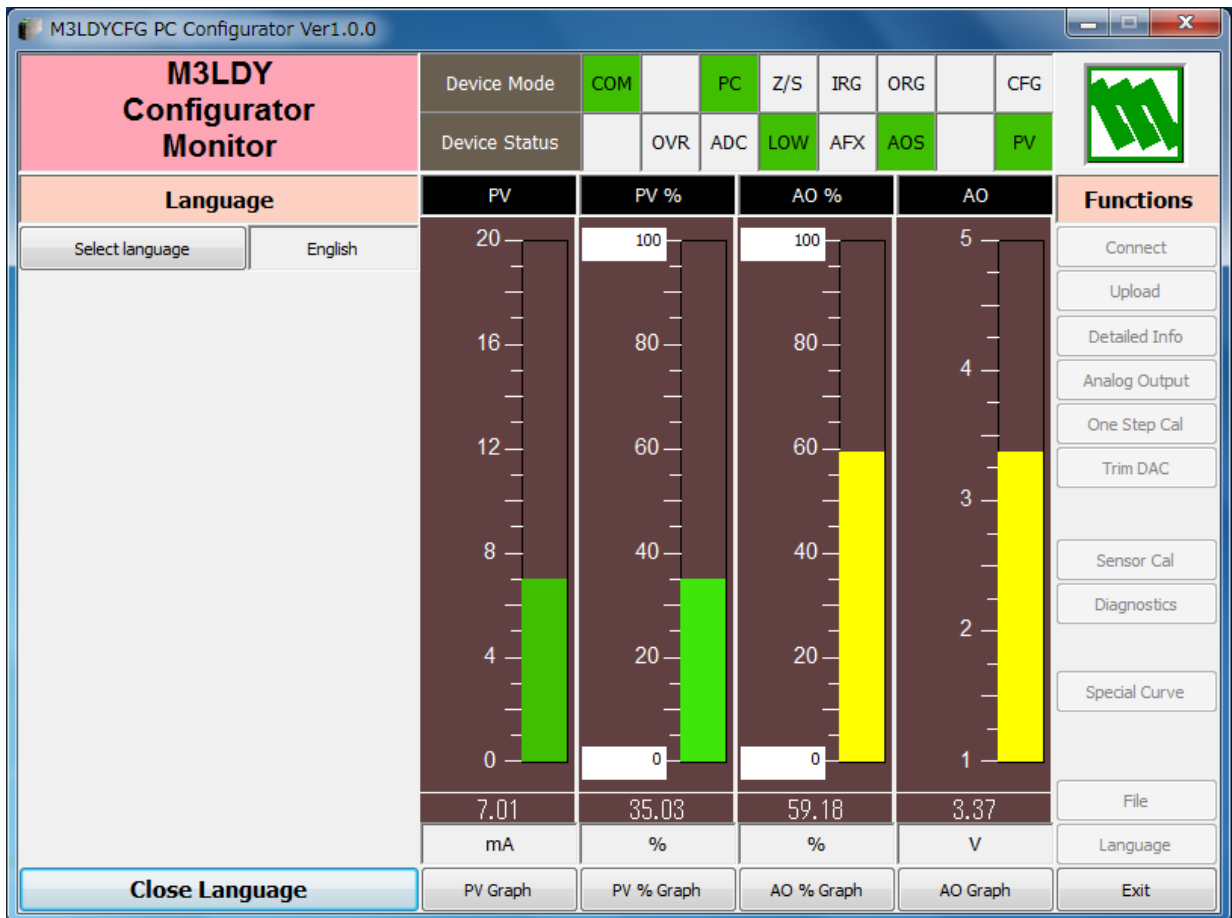 M3LDYCFG PC Configurator Ver1.0.0
M3LDY
Configurator
Monitor
Device Mode COM PC Z/S IRG ORG CFG
Device Status OVR ADC LOW AFX AOS PV
Language
Select language English
Close Language
PV
20
16
12
8
4
0
7.01
mA
PV Graph
PV %
100
80
60
40
20
0
35.03
%
PV % Graph
AO %
100
80
60
40
20
0
59.18
%
AO % Graph
AO
5
4
3
2
1
3.37
V
AO Graph
Functions
Connect
Upload
Detailed Info
Analog Output
One Step Cal
Trim DAC
Sensor Cal
Diagnostics
Special Curve
File
Language
Exit